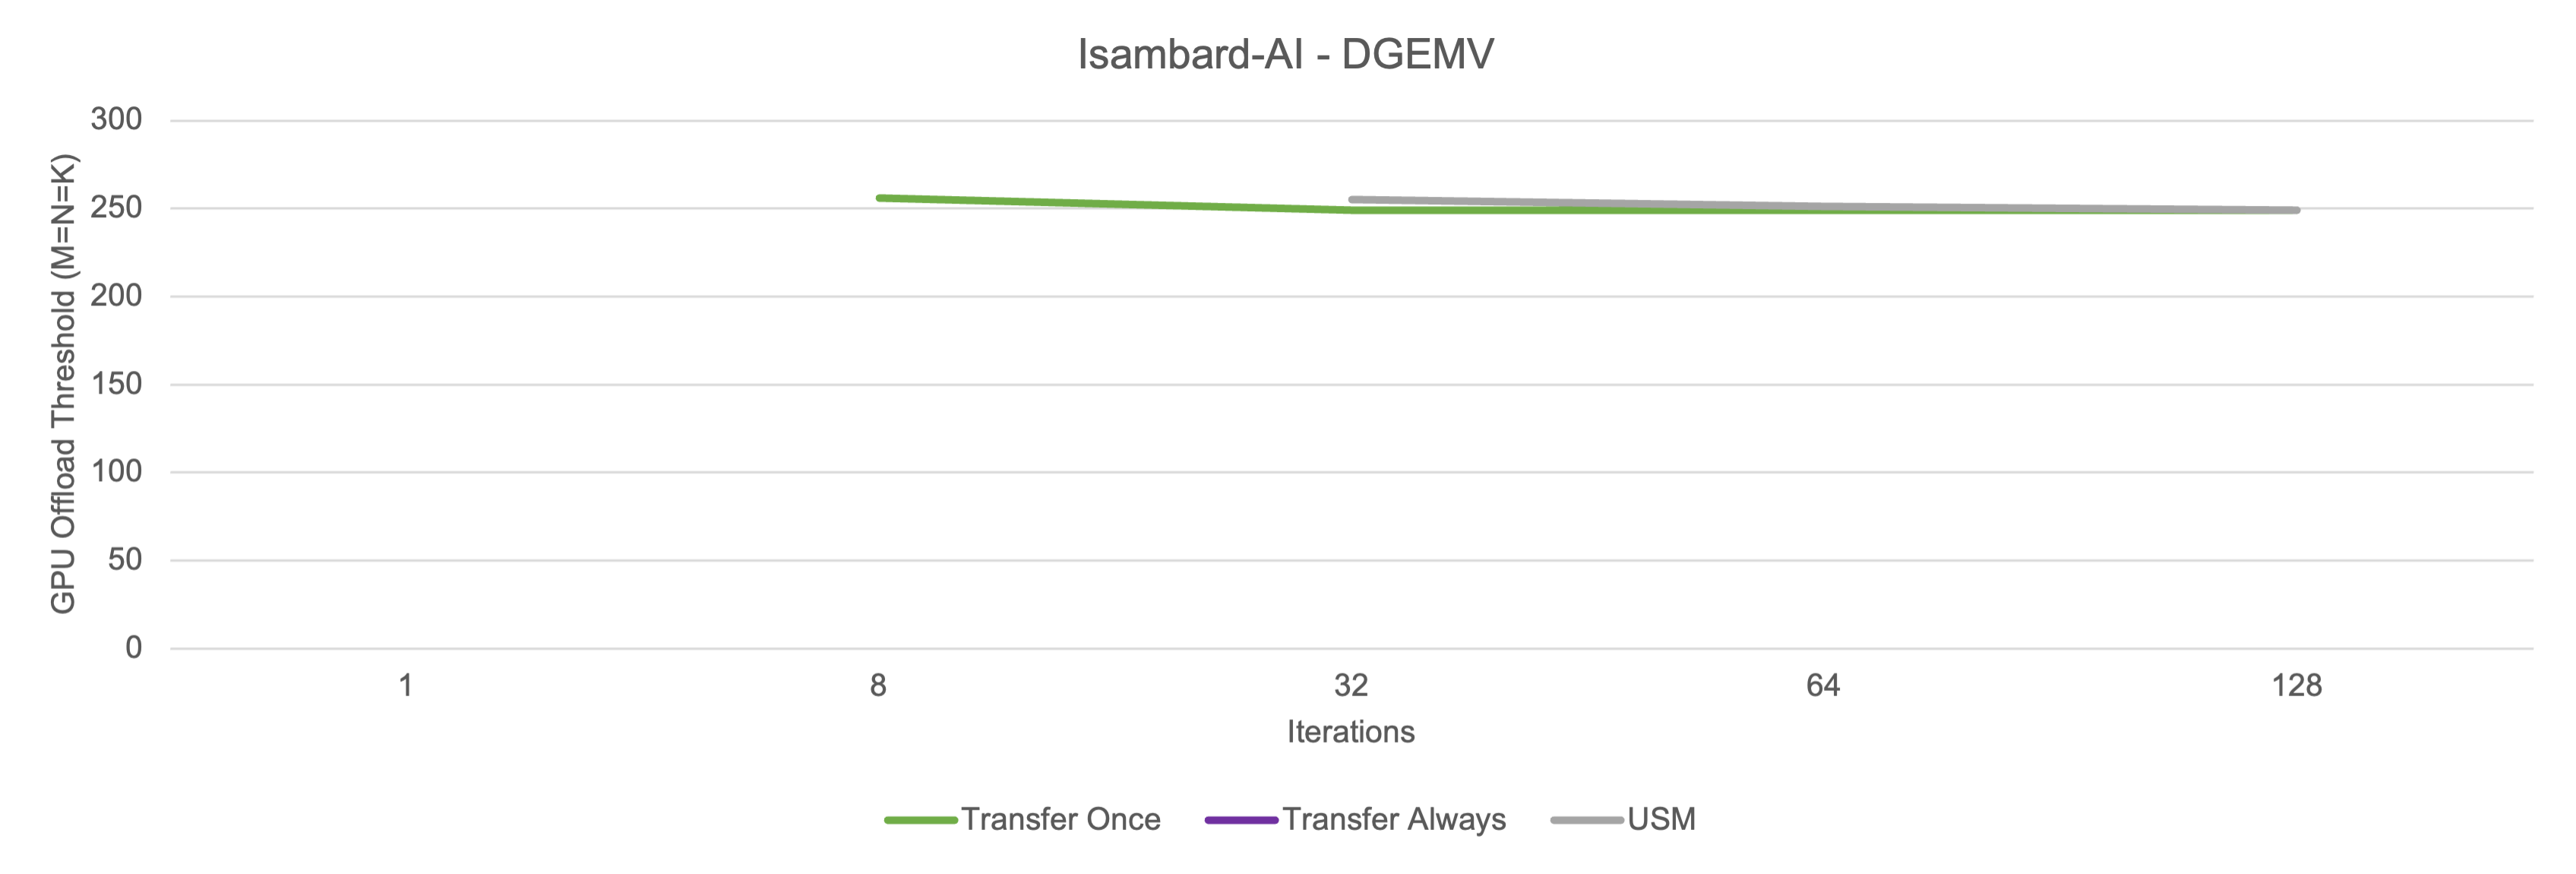 Isambard-AI - DGEMV
GPU Offload Threshold (M=N=K)
300
250
200
150
100
50
0
1 8 32 64 128
Iterations
Transfer Once Transfer Always USM